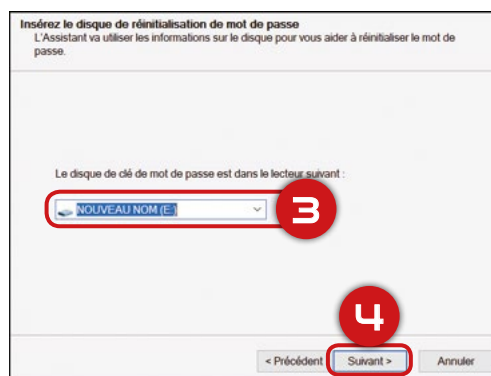 Insérez le disque de réinitialisation de mot de passe
L'Assistant va utiliser les informations sur le disque pour vous aider à réinitialiser le mot de
passe.
Le disque de clé de mot de passe est dans le lecteur suivant :
NOUVEAU NOM (E:)
3
4
< Précédent Suivant > Annuler